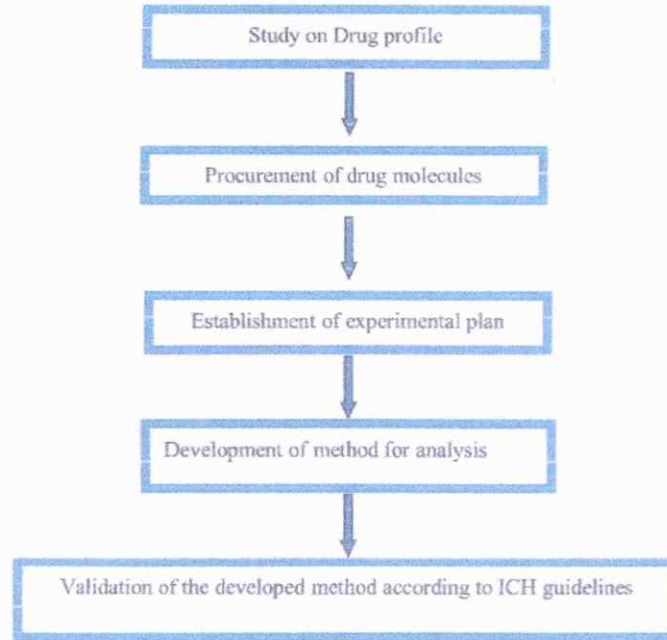 Study on Drug profile
Procurement of drug molecules
Establishment of experimental plan
Development of method for analysis
Validation of the developed method according to ICH guidelines